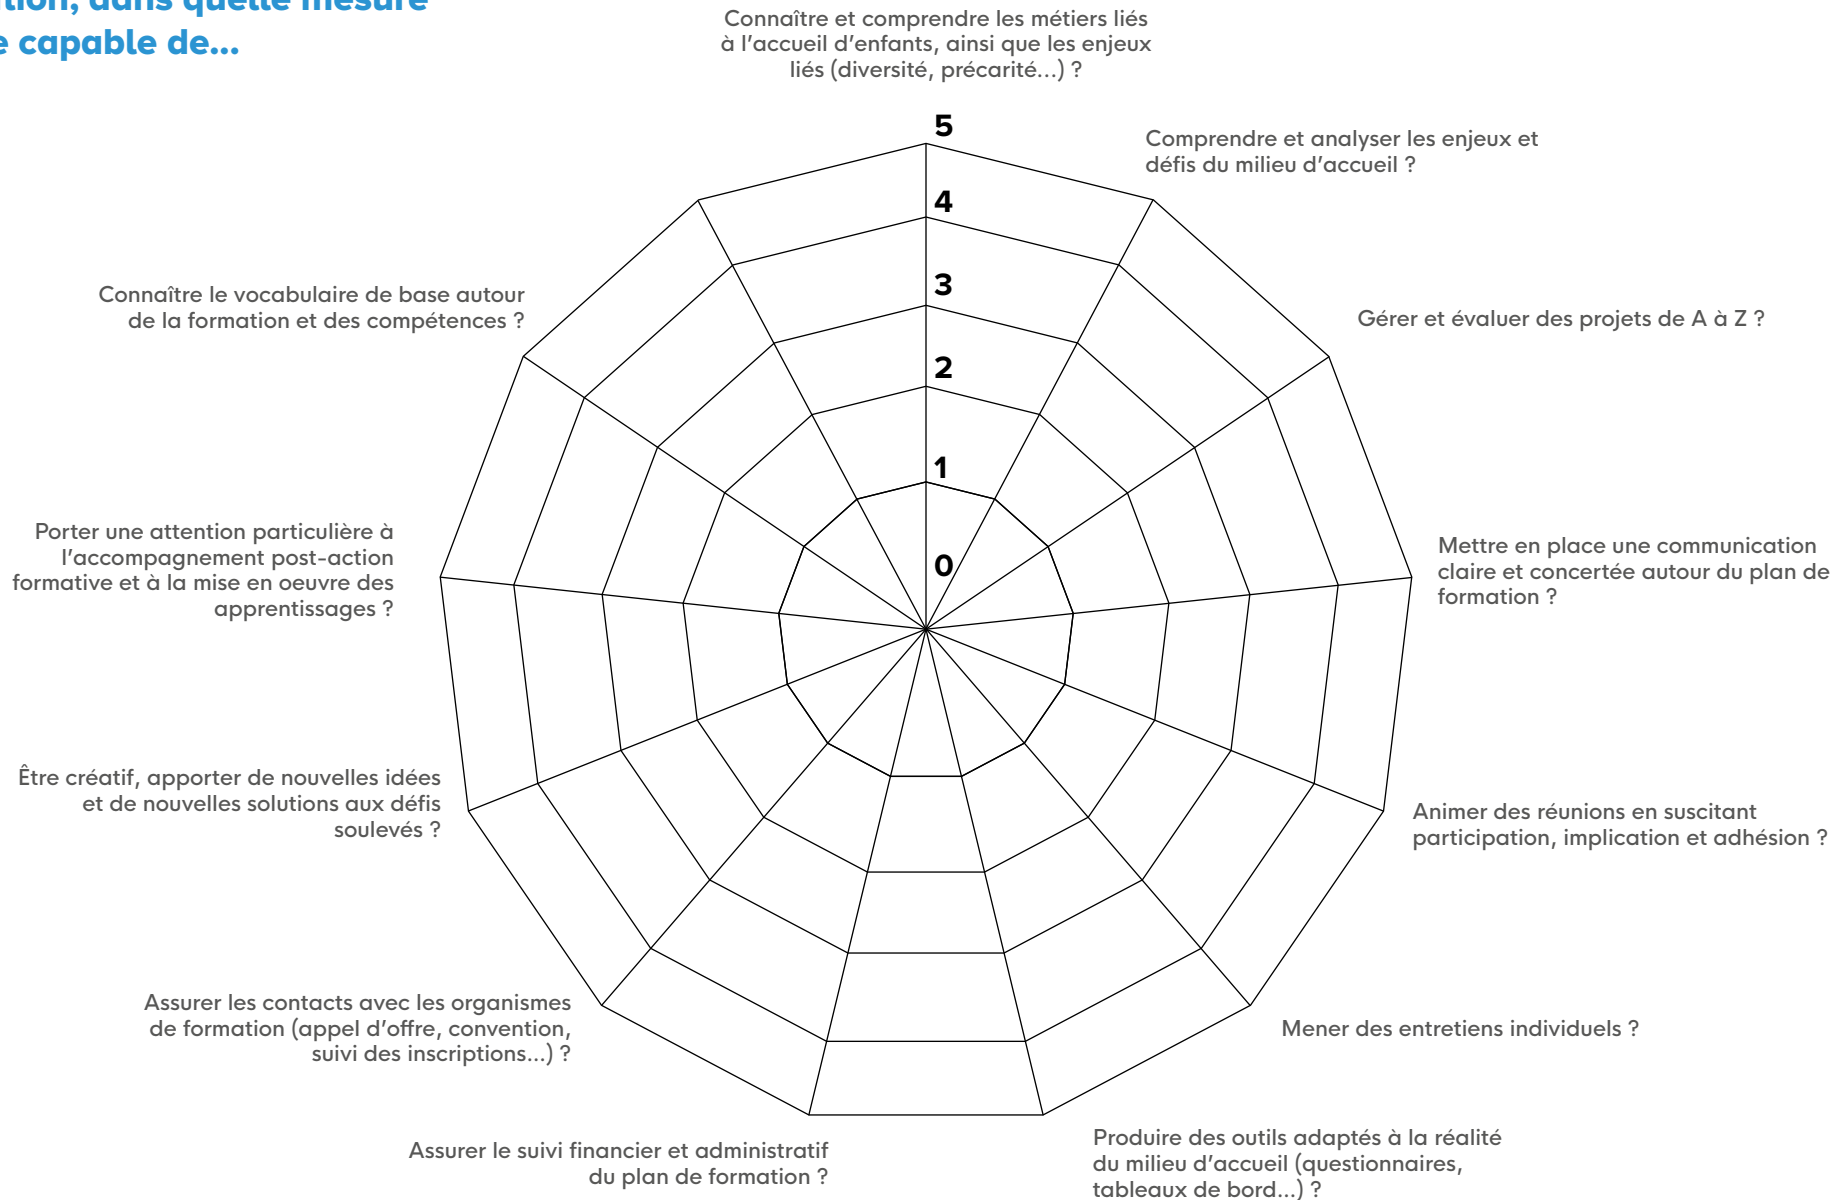 dans quelle mesure
capable de...
Connaître et comprendre les métiers liés
à l'accueil d'enfants, ainsi que les enjeux
liés (diversité, précarité...) ?
5
4
3
2
1
0
Comprendre et analyser les enjeux et
défis du milieu d'accueil ?
Gérer et évaluer des projets de A à Z ?
Mettre en place une communication
claire et concertée autour du plan de
formation ?
Animer des réunions en suscitant
participation, implication et adhésion ?
Mener des entretiens individuels ?
Produire des outils adaptés à la réalité
du milieu d'accueil (questionnaires,
tableaux de bord...) ?
Assurer le suivi financier et administratif
du plan de formation ?
Assurer les contacts avec les organismes
de formation (appel d'offre, convention,
suivi des inscriptions...) ?
Être créatif, apporter de nouvelles idées
et de nouvelles solutions aux défis
soulevés ?
Porter une attention particulière à
l'accompagnement post-action
formative et à la mise en oeuvre des
apprentissages ?
Connaître le vocabulaire de base autour
de la formation et des compétences ?